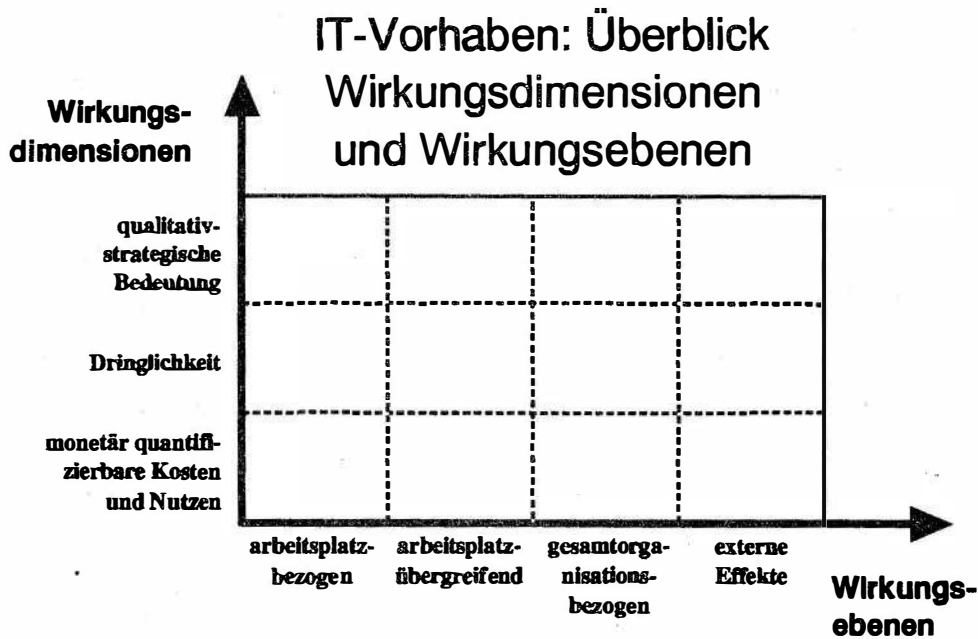 IT-Vorhaben: Überblick
Wirkungsdimensionen
und Wirkungsebenen
Wirkungs-
dimensionen
qualitativ-
strategische
Bedeutung
Dringlichkeit
monetär quantifi-
zierbare Kosten
und Nutzen
arbeitsplatz-
bezogen
arbeitsplatz-
übergreifend
gesamtorga-
nisations-
bezogen
externe
Effekte
Wirkungs-
ebenen